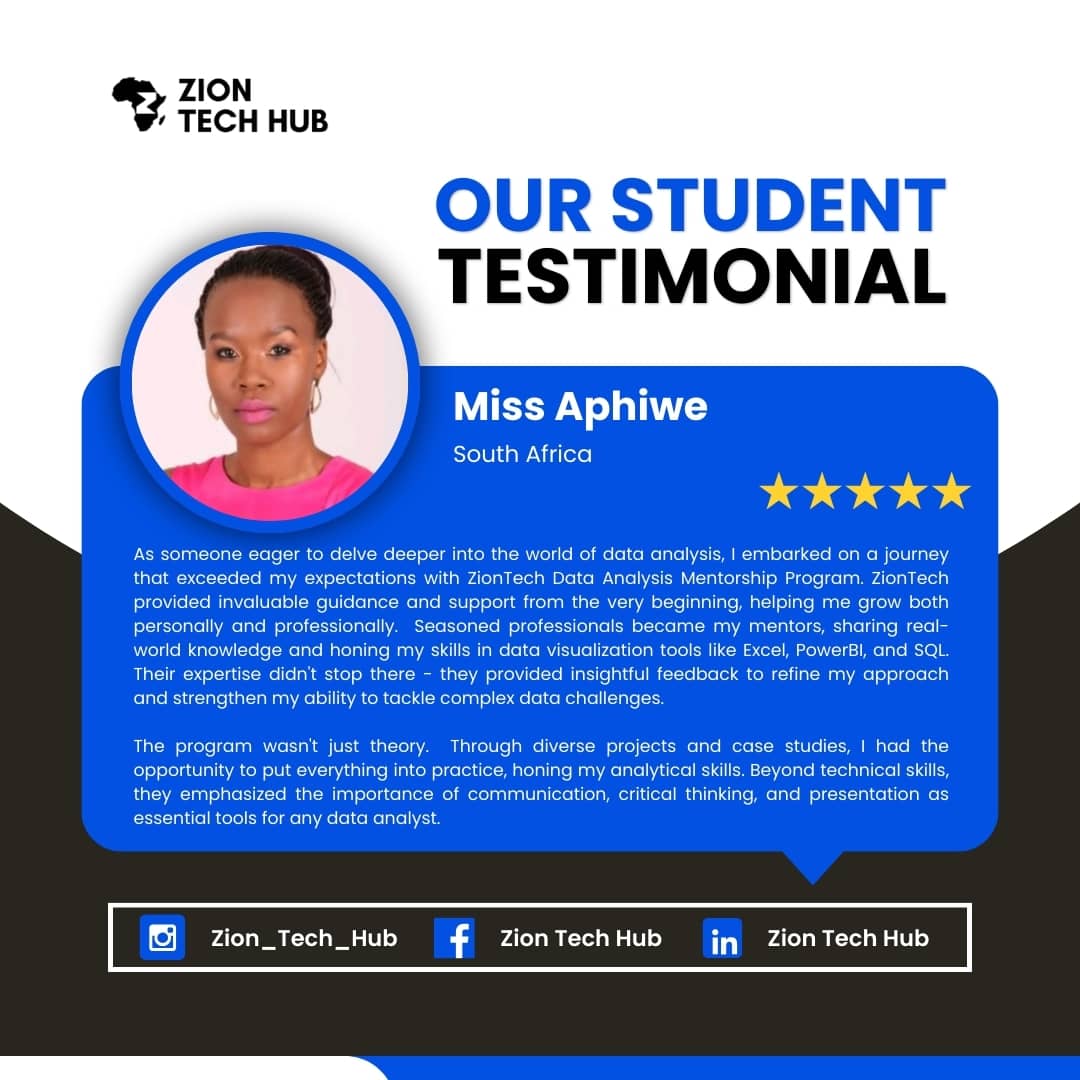 ZION
TECH HUB
OUR STUDENT
TESTIMONIAL
Miss Aphiwe
South Africa
As someone eager to delve deeper into the world of data analysis, I embarked on a journey
that exceeded my expectations with ZionTech Data Analysis Mentorship Program. ZionTech
provided invaluable guidance and support from the very beginning, helping me grow both
personally and professionally. Seasoned professionals became my mentors, sharing real-
world knowledge and honing my skills in data visualization tools like Excel, PowerBI, and SQL.
Their expertise didn't stop there - they provided insightful feedback to refine my approach
and strengthen my ability to tackle complex data challenges.
The program wasn't just theory. Through diverse projects and case studies, I had the
opportunity to put everything into practice, honing my analytical skills. Beyond technical skills,
they emphasized the importance of communication, critical thinking, and presentation as
essential tools for any data analyst.
Zion_Tech_Hub
Zion Tech Hub
Zion Tech Hub